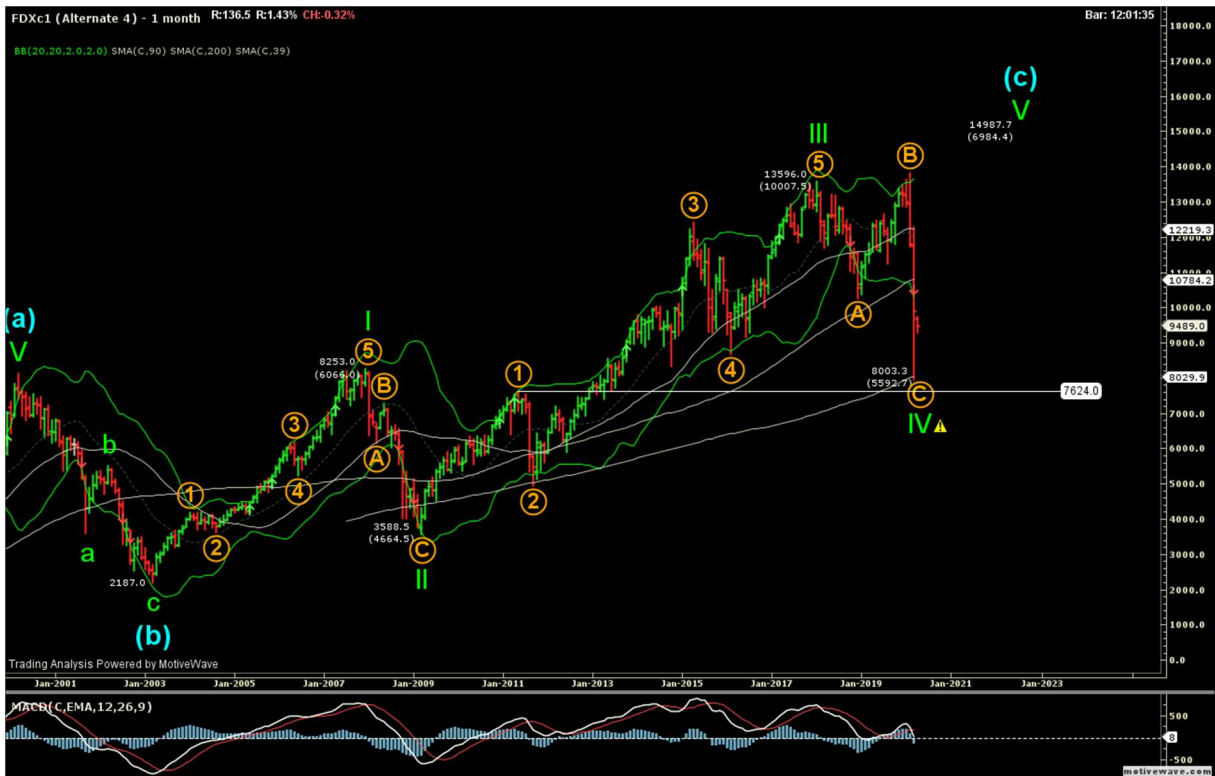 FDXc1 (Alternate 4) - 1 month R:136.5 R:1.43% CH:-0.32% Bar: 12:01:35
BB(20,20,2.0,2.0) SMA(C,90) SMA(C,200) SMA(C,39)
18000.0
17000.0
(c)
16000.0
V
14987.7
(6984.4)
15000.0
III
B
14000.0
5
13596.0
(10007.5)
3
13000.0
12219.3
12000.0
11000.0
10784.2
10000.0
A
(a)
I
9489.0
9000.0
V
5
8253.0
(6066.0)
4
8003.3
(5592.7)
8029.9
B
1
C
7624.0
IV
7000.0
3
b
6000.0
A
4
2
5000.0
1
4000.0
3588.5
(4664.5)
2
C
a
3000.0
II
2187.0
2000.0
c
(b)
1000.0
0.0
Trading Analysis Powered by MotiveWave
Jan-2001 Jan-2003 Jan-2005 Jan-2007 Jan-2009 Jan-2011 Jan-2013 Jan-2015 Jan-2017 Jan-2019 Jan-2021 Jan-2023
MACD(C,EMA,12,26,9)
500
8
-500
motivewave.com